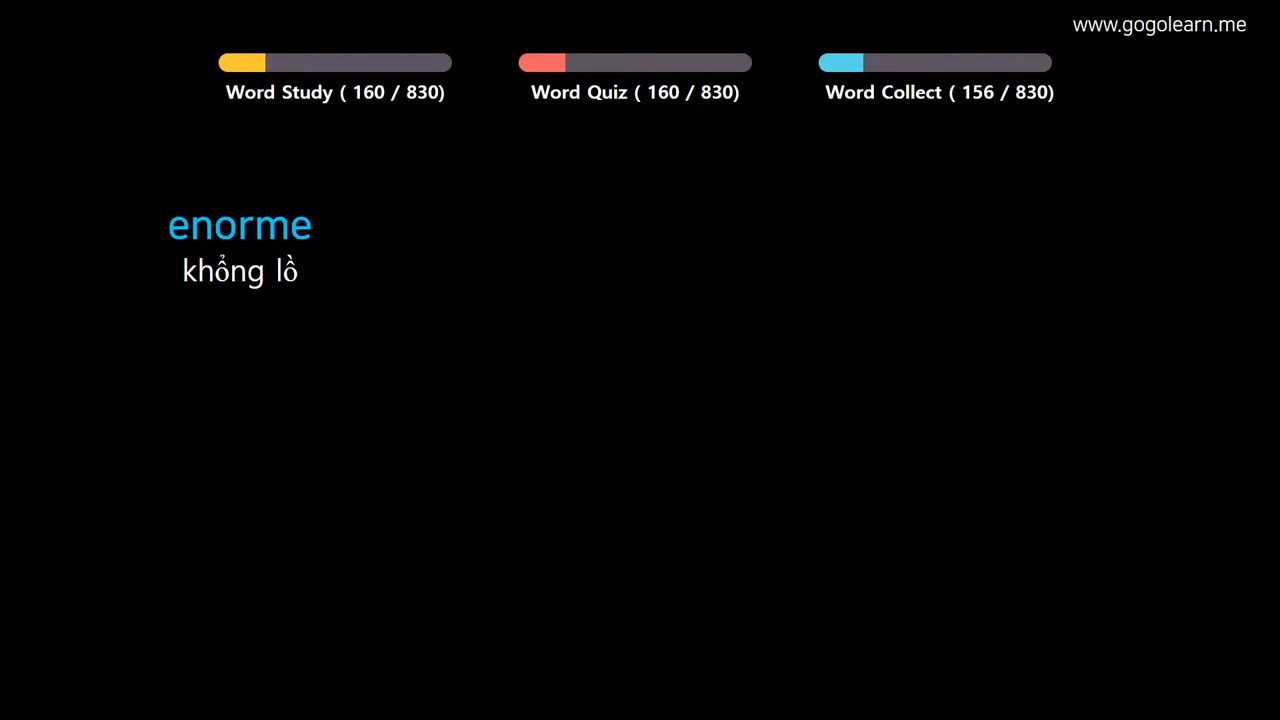 www.gogolearn.me
Word Study ( 160 / 830)
Word Quiz ( 160 / 830)
Word Collect ( 156 / 830)
enorme
khổng lồ